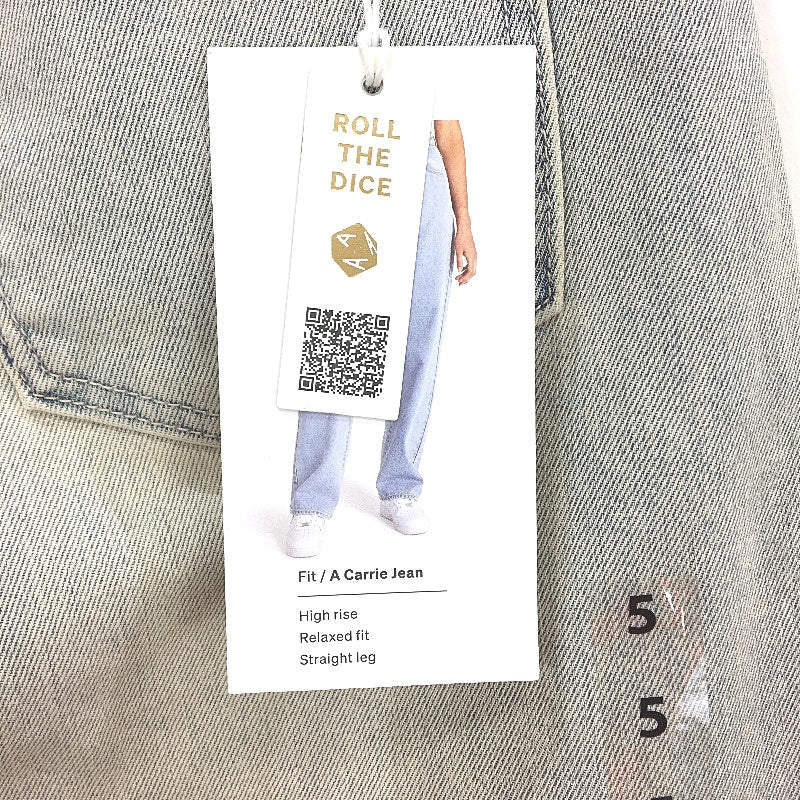 ROLL
THE
DICE
A A A
Fit / A Carrie Jean
High rise
Relaxed fit
Straight leg
5
5